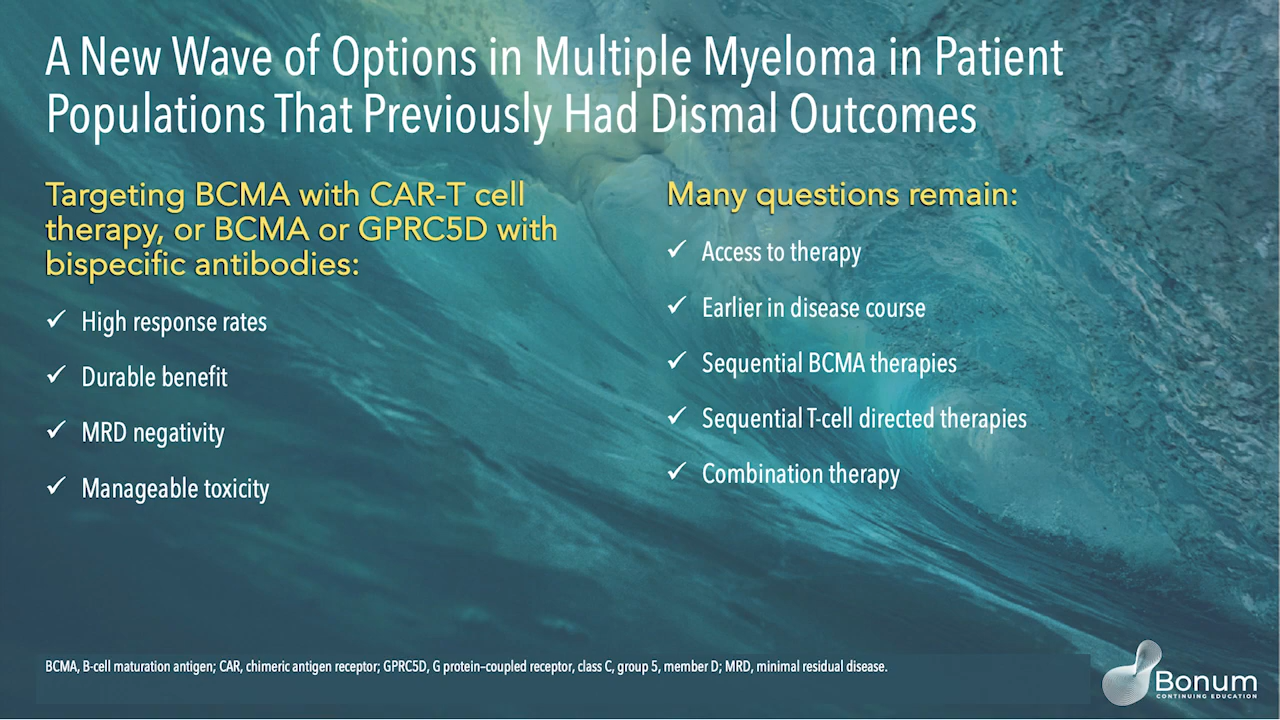 A New Wave of Options in Multiple Myeloma in Patient
Populations That Previously Had Dismal Outcomes
Targeting BCMA with CAR-T cell
therapy, or BCMA or GPRC5D with
bispecific antibodies:
✓ High response rates
✓ Durable benefit
✓ MRD negativity
✓ Manageable toxicity
Many questions remain:
✓ Access to therapy
✓ Earlier in disease course
✓ Sequential BCMA therapies
✓ Sequential T-cell directed therapies
✓ Combination therapy
BCMA, B-cell maturation antigen; CAR, chimeric antigen receptor; GPRC5D, G protein–coupled receptor, class C, group 5, member D; MRD, minimal residual disease.
Bonum
CONTINUING EDUCATION